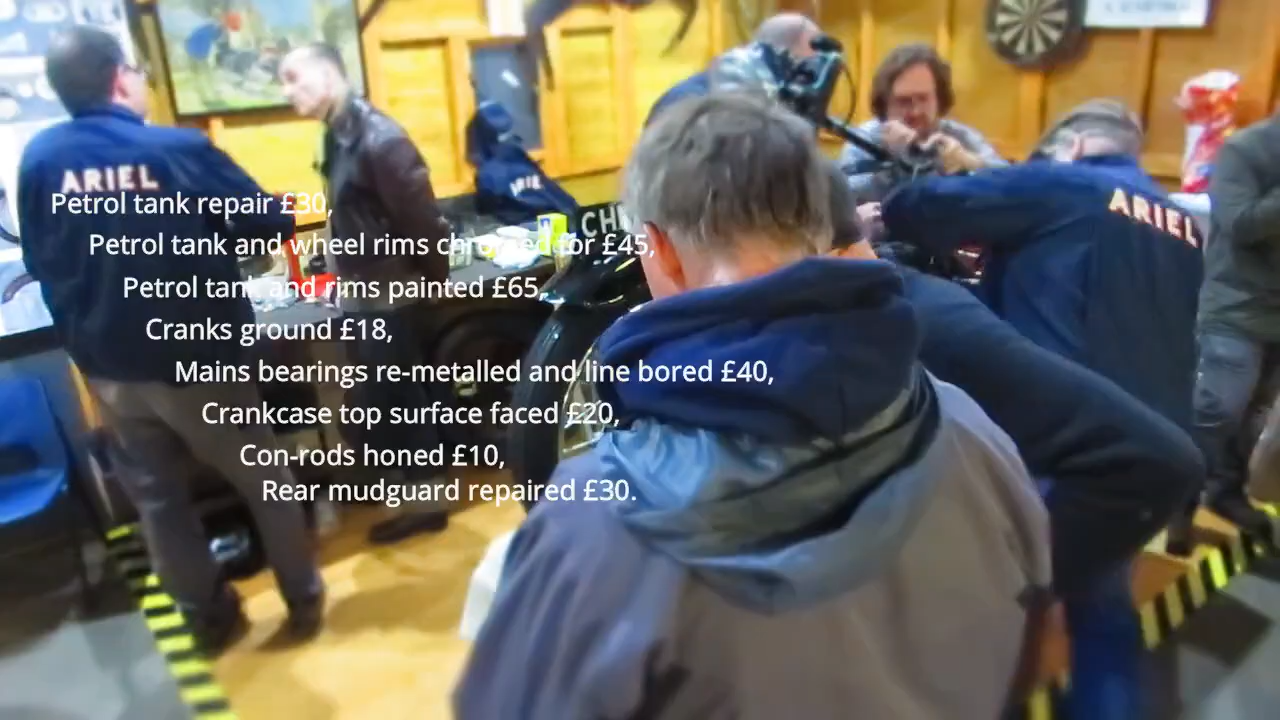 ARIEL
ARIEL
Petrol tank repair £30,
Petrol tank and wheel rims chromed for £45,
Petrol tank and rims painted £65,
Cranks ground £18,
Mains bearings re-metalled and line bored £40,
Crankcase top surface faced £20,
Con-rods honed £10,
Rear mudguard repaired £30.